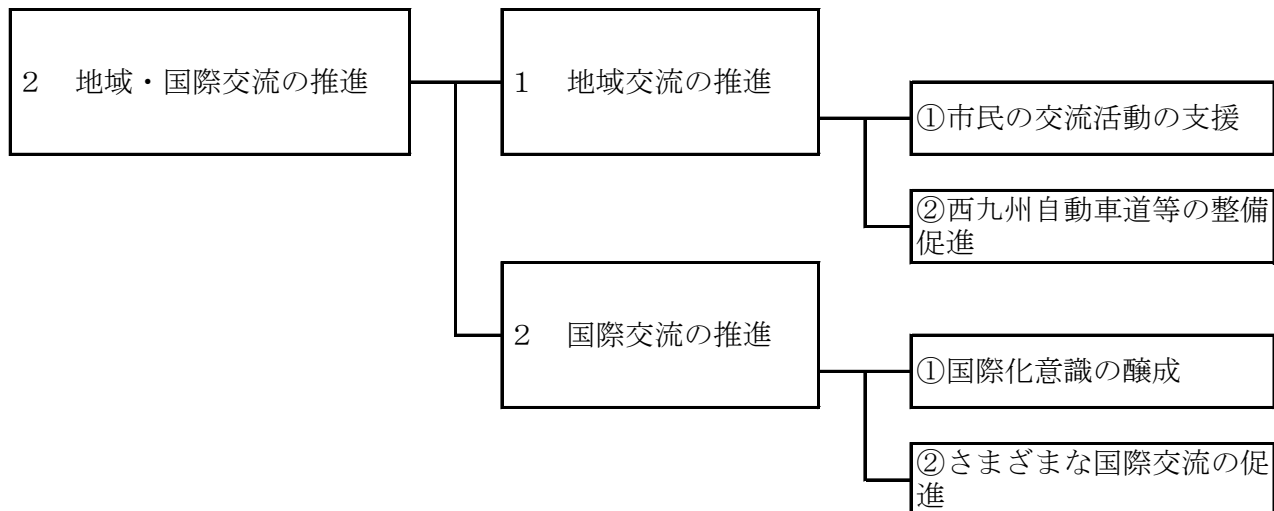 ２　地域・国際交流の推進
１　地域交流の推進
①市民の交流活動の支援
②西九州自動車道等の整備
促進
２　国際交流の推進
①国際化意識の醸成
②さまざまな国際交流の促
進